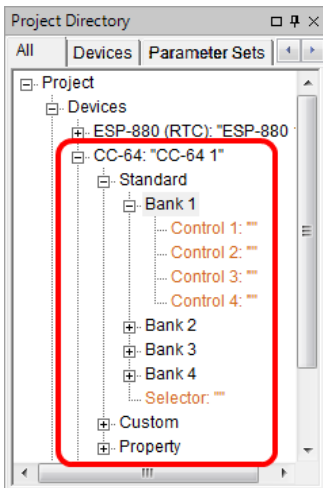 Project Directory
All Devices Parameter Sets
Project
Devices
ESP-880 (RTC): "ESP-880
CC-64: "CC-64 1"
Standard
Bank 1
Control 1: ""
Control 2: ""
Control 3: ""
Control 4: ""
Bank 2
Bank 3
Bank 4
Selector: ""
Custom
Property